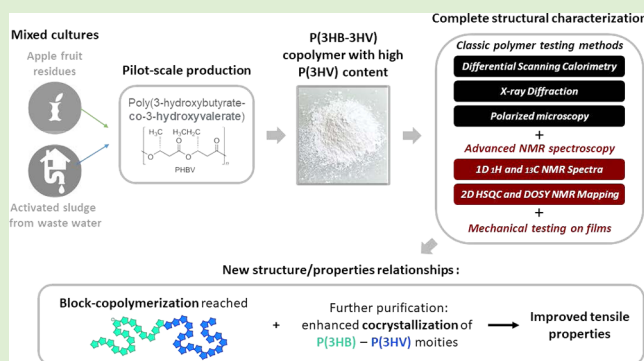 Mixed cultures
Apple fruit
residues
Activated sludge
from waste water
Pilot-scale production
Poly(3-hydroxybutyrate-
co-3-hydroxyvalerate)
H₃C H₃CH₂C
O O
O O n
PHBV
P(3HB-3HV)
copolymer with high
P(3HV) content
Complete structural characterization
Classic polymer testing methods
Differential Scanning Calorimetry
X-ray Diffraction
Polarized microscopy
+
Advanced NMR spectroscopy
1D 1H and 13C NMR Spectra
2D HSQC and DOSY NMR Mapping
+
Mechanical testing on films
New structure/properties relationships :
Block-copolymerization reached
+
Further purification:
enhanced cocrystallization of
P(3HB) – P(3HV) moities
Improved tensile
properties